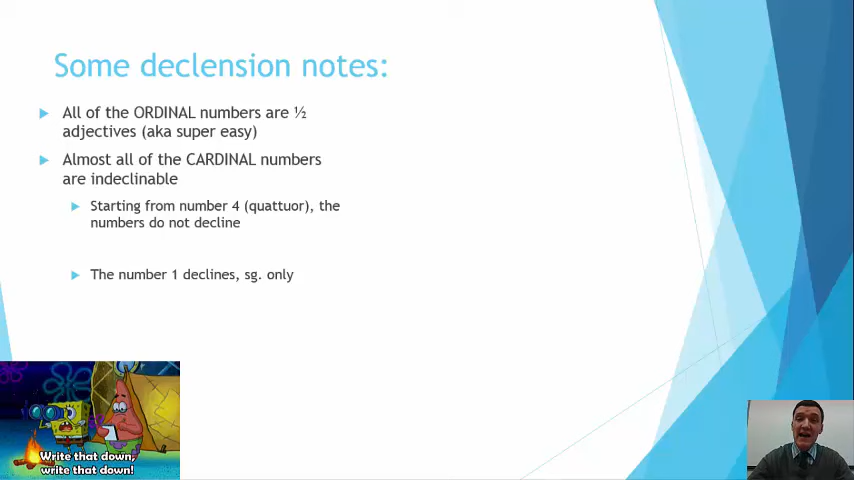 Some declension notes:
All of the ORDINAL numbers are ½
adjectives (aka super easy)
Almost all of the CARDINAL numbers
are indeclinable
Starting from number 4 (quattuor), the
numbers do not decline
The number 1 declines, sg. only
Write that down,
write that down!